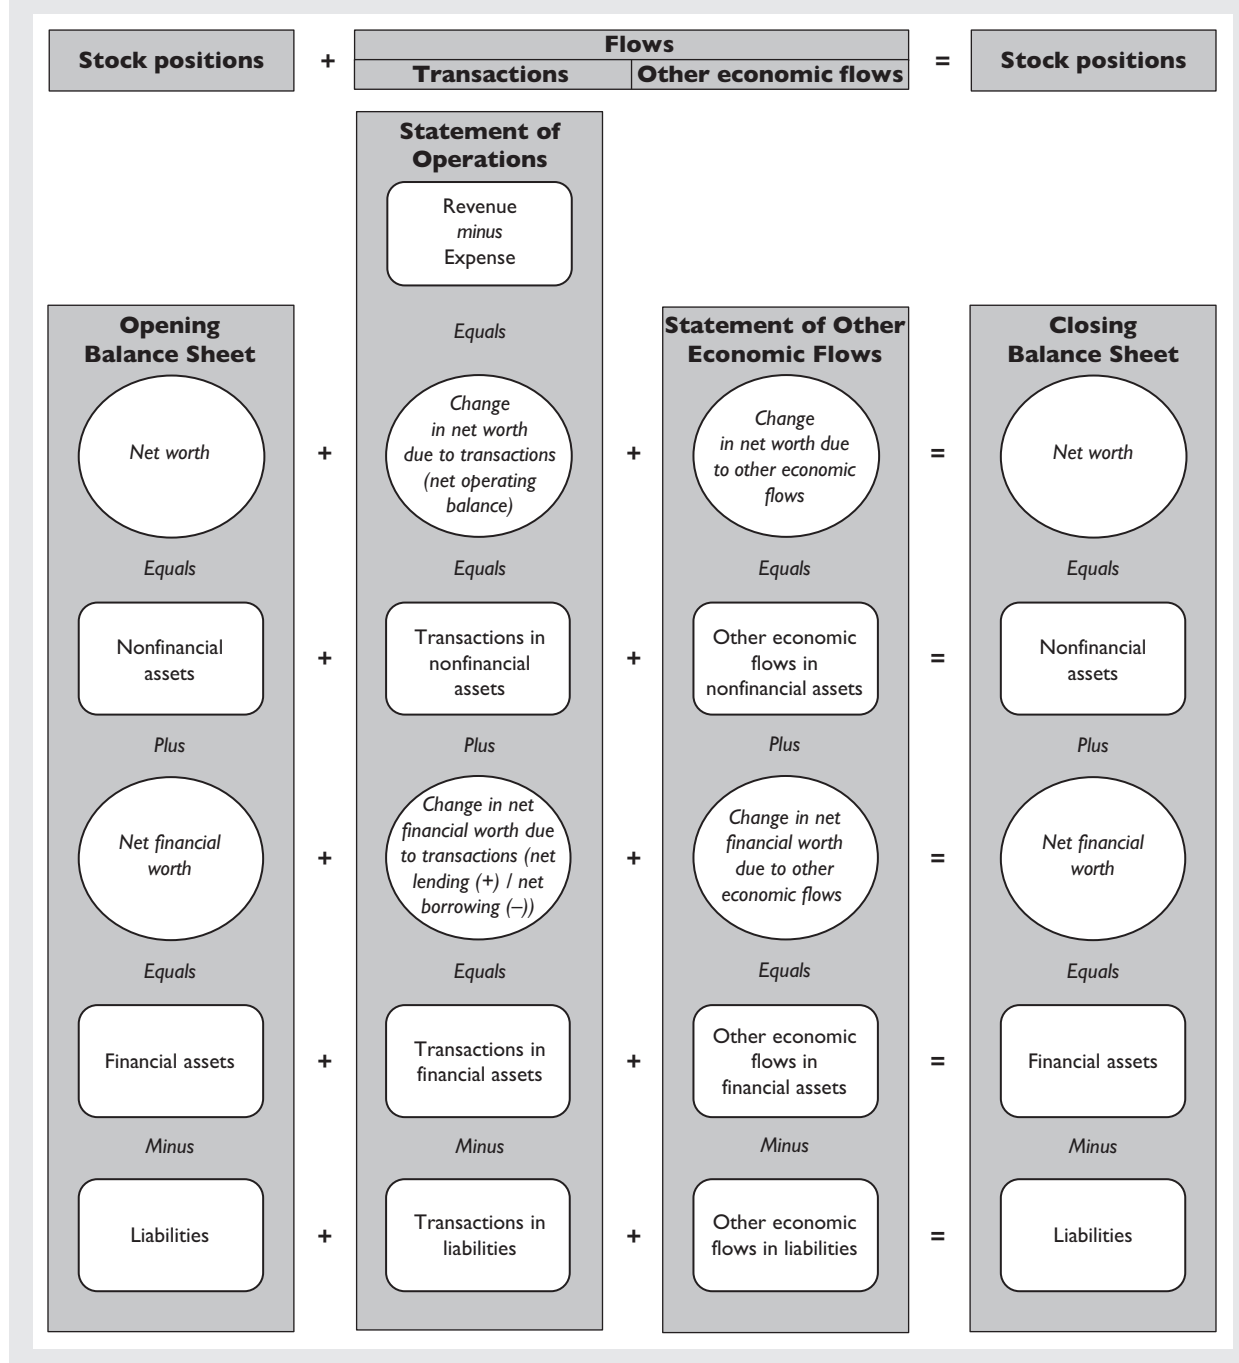 Stock positions + Flows = Stock positions
Transactions Other economic flows
Statement of
Operations
Revenue
minus
Expense
Equals
Opening
Balance Sheet
Statement of Other
Economic Flows
Closing
Balance Sheet
Net worth
+
Change
in net worth
due to transactions
(net operating
balance)
+
Change
in net worth due
to other economic
flows
=
Net worth
Equals Equals Equals Equals
Nonfinancial
assets
+
Transactions in
nonfinancial
assets
+
Other economic
flows in
nonfinancial assets
=
Nonfinancial
assets
Plus Plus Plus Plus
Net financial
worth
+
Change in net
financial worth due
to transactions (net
lending (+) / net
borrowing (–))
+
Change in net
financial worth
due to other
economic flows
=
Net financial
worth
Equals Equals Equals Equals
Financial assets
+
Transactions in
financial assets
+
Other economic
flows in
financial assets
=
Financial assets
Minus Minus Minus Minus
Liabilities
+
Transactions in
liabilities
+
Other economic
flows in liabilities
=
Liabilities